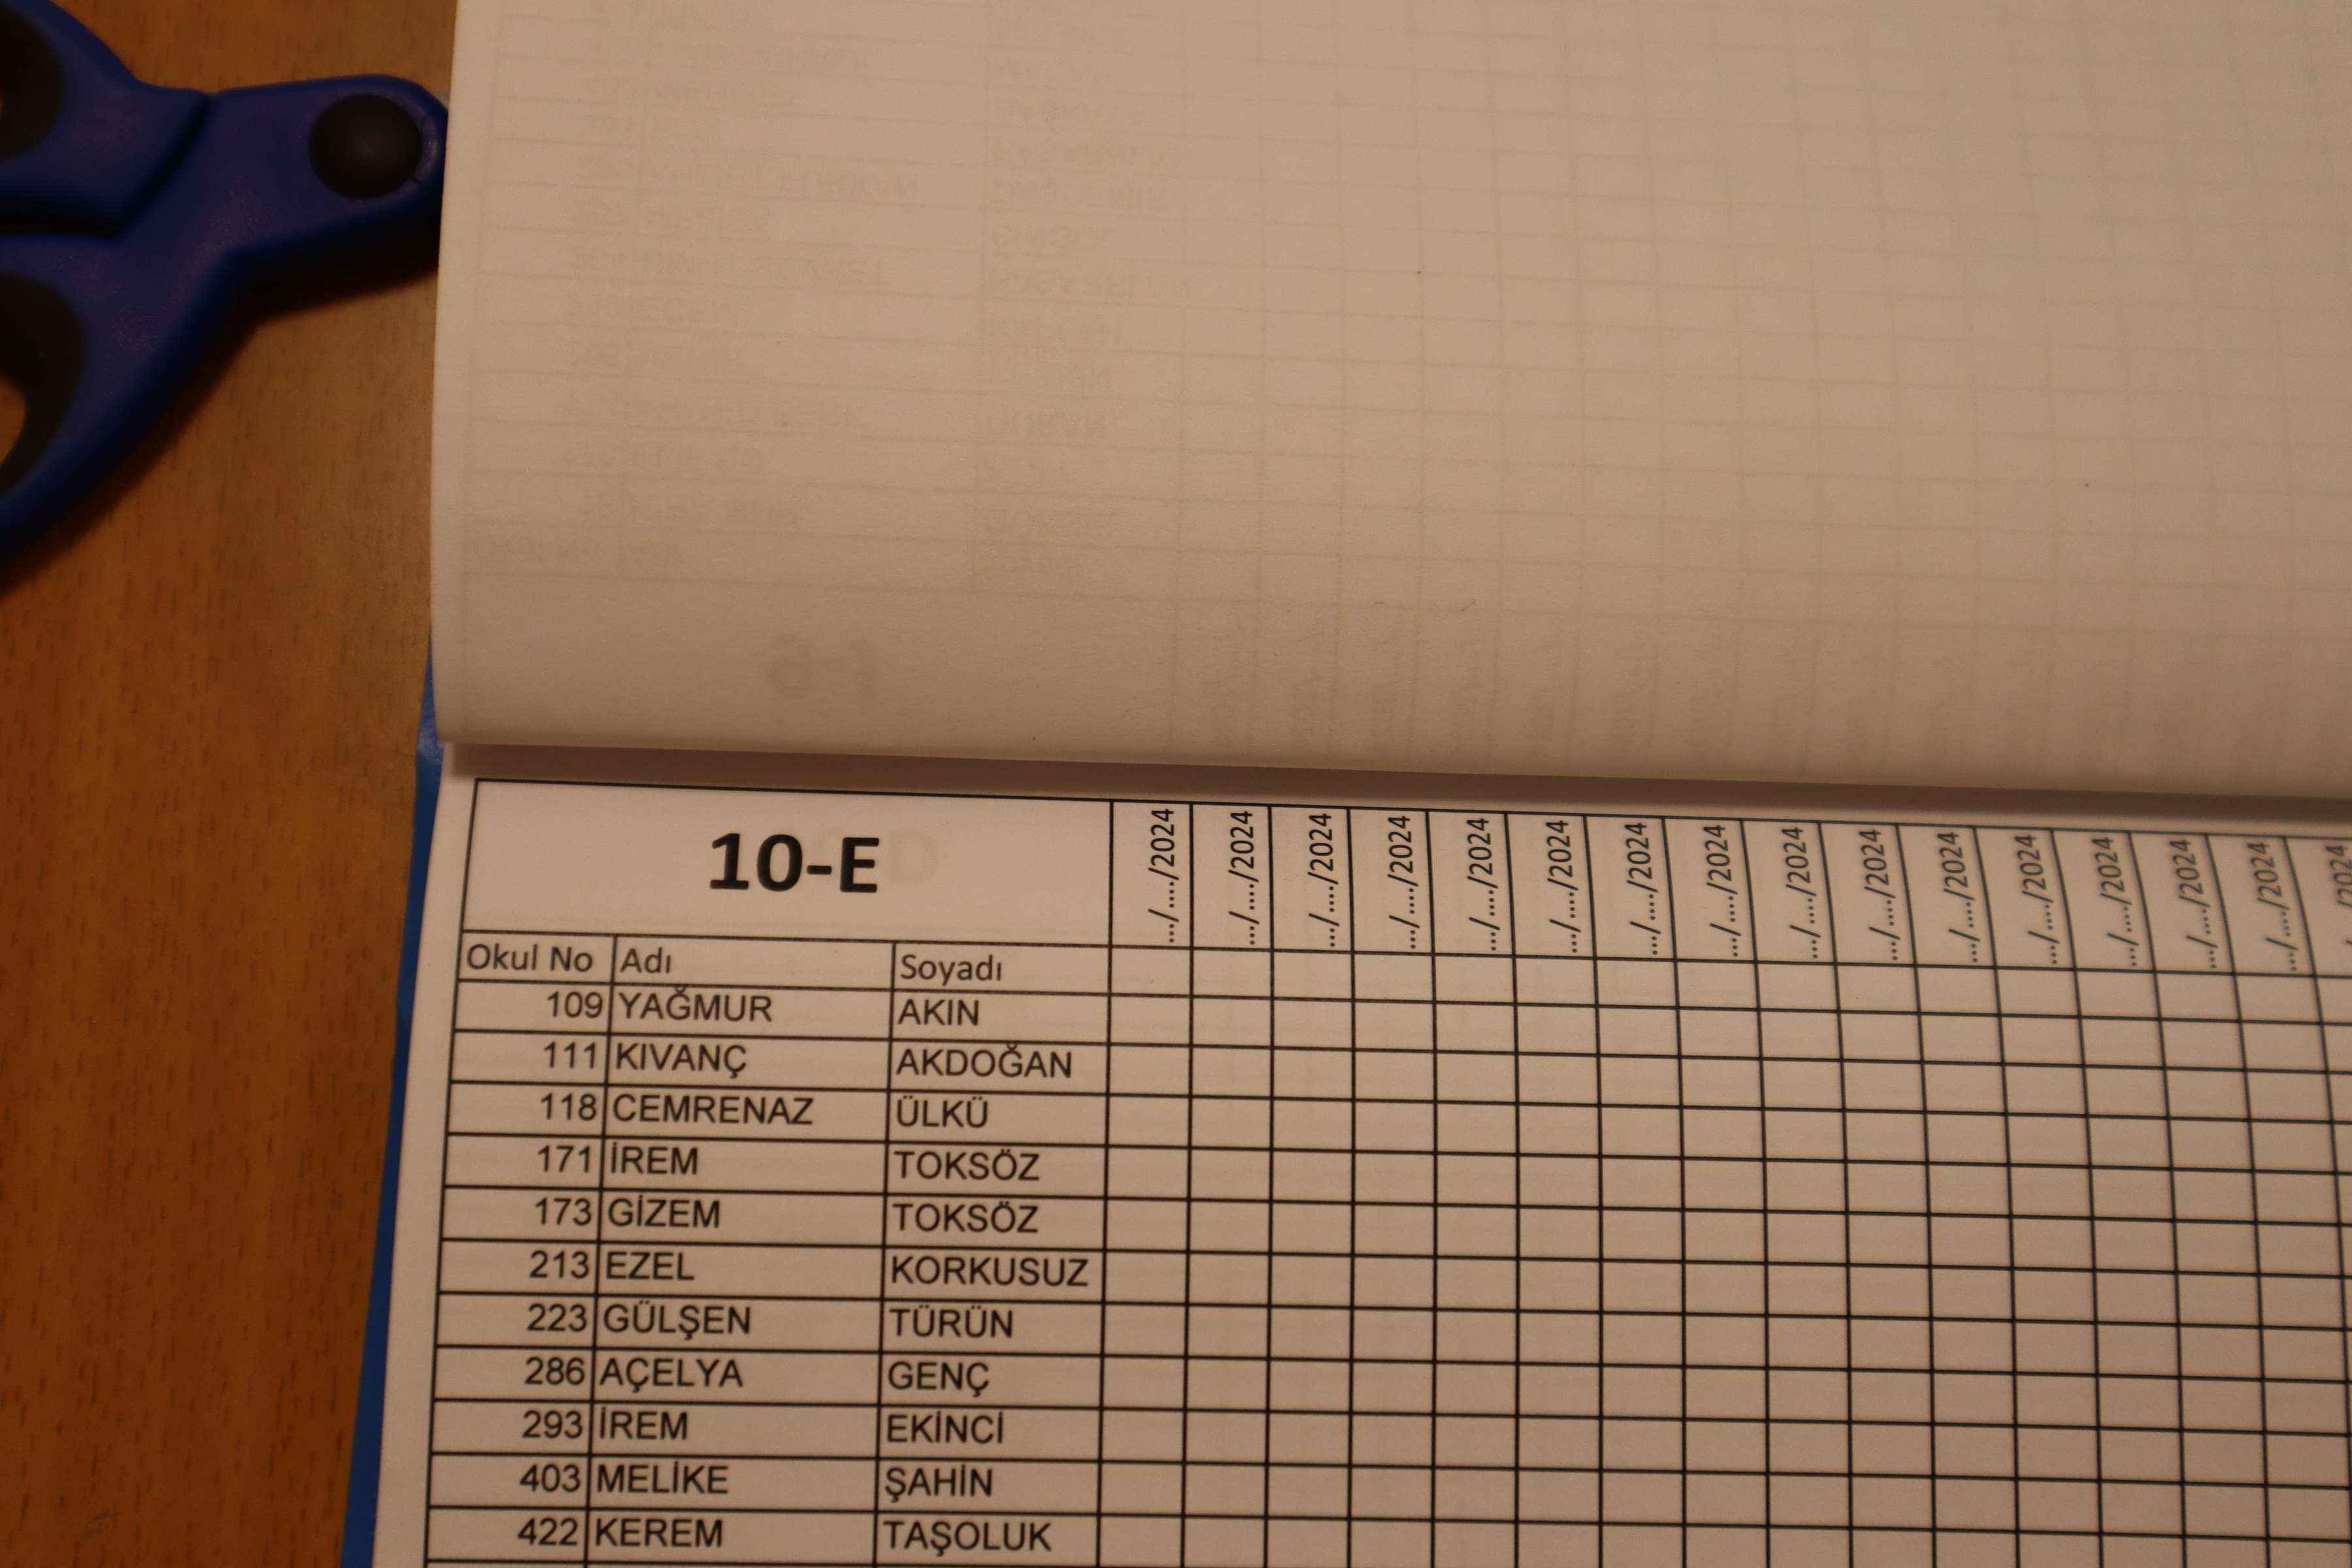 10-E .../..../2024 .../..../2024 .../..../2024 .../..../2024 .../..../2024 .../..../2024 .../..../2024 .../..../2024 .../..../2024 .../..../2024 .../..../2024 .../..../2024 .../..../2024 .../..../2024 .../..../2024
Okul No Adı Soyadı
109 YAĞMUR AKIN
111 KIVANÇ AKDOĞAN
118 CEMRENAZ ÜLKÜ
171 İREM TOKSÖZ
173 GİZEM TOKSÖZ
213 EZEL KORKUSUZ
223 GÜLŞEN TÜRÜN
286 AÇELYA GENÇ
293 İREM EKİNCİ
403 MELİKE ŞAHİN
422 KEREM TAŞOLUK